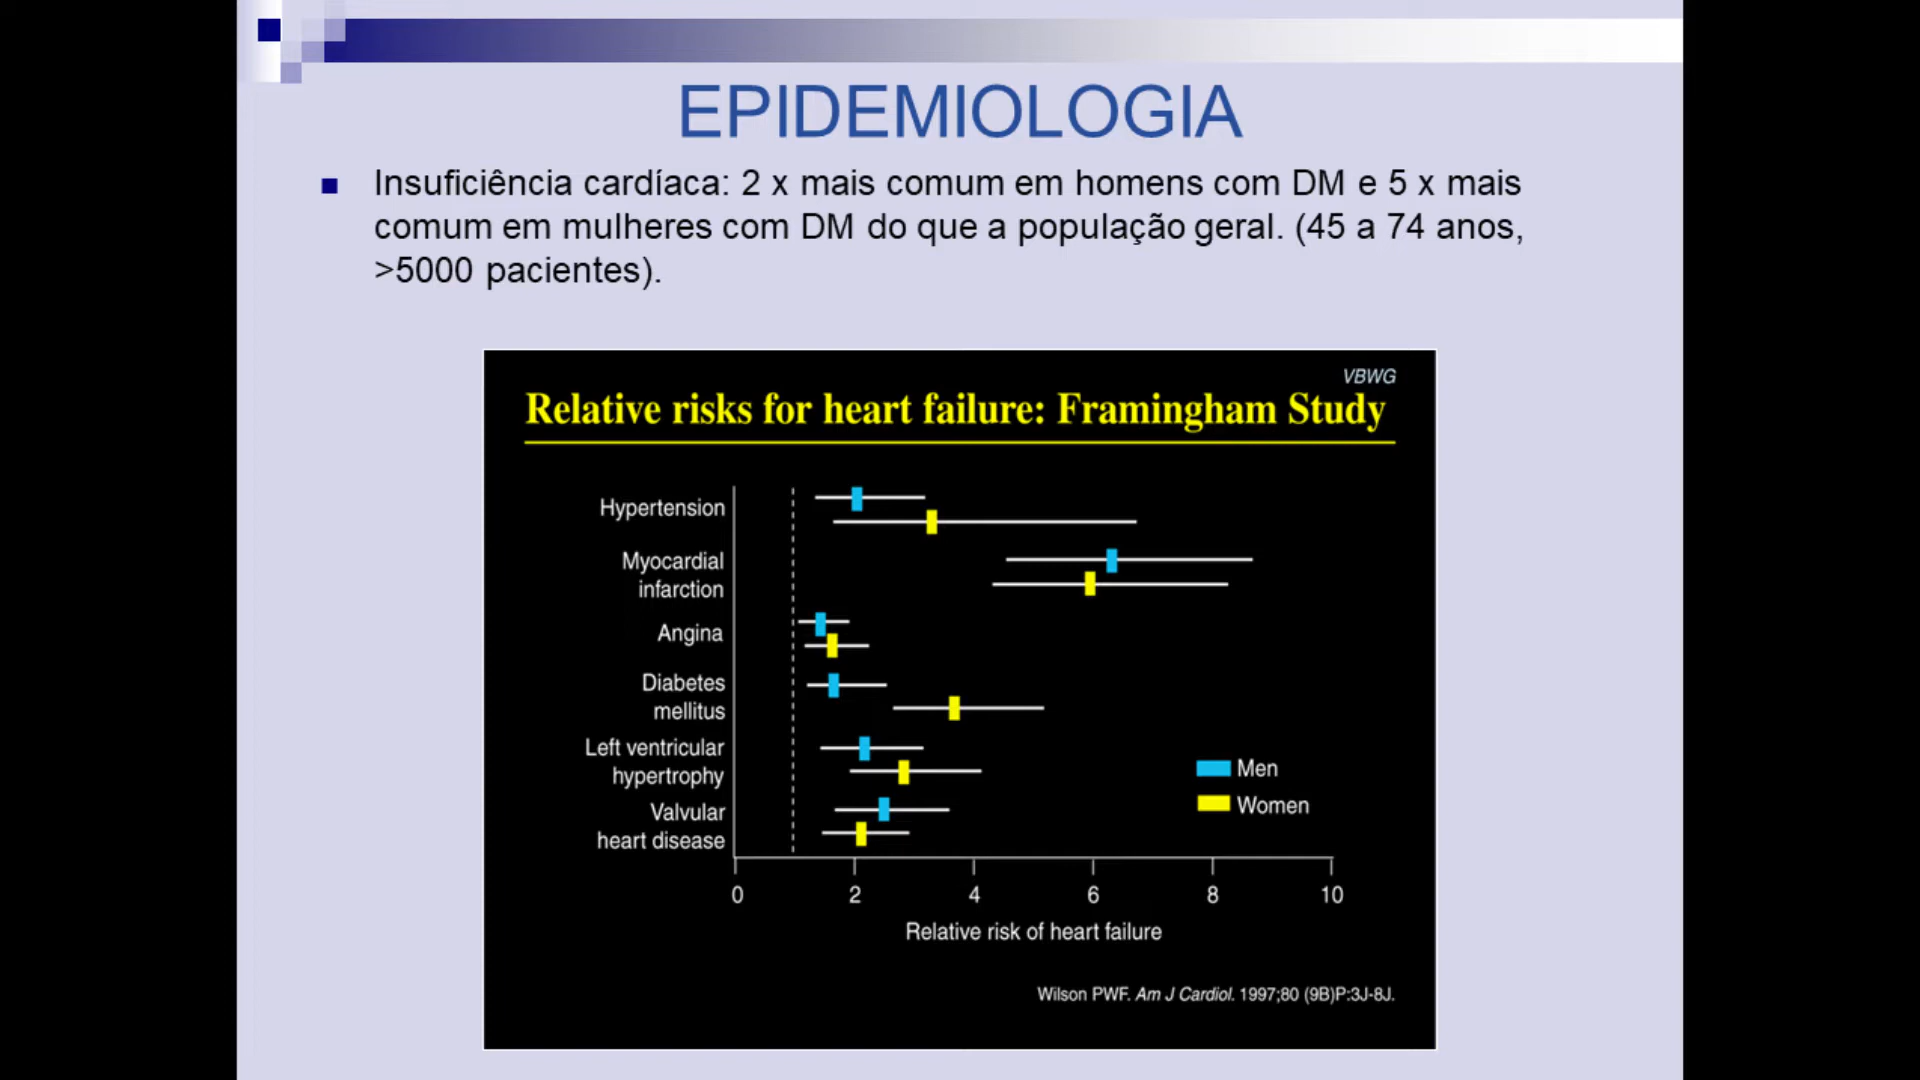 EPIDEMIOLOGIA
Insuficiência cardíaca: 2 x mais comum em homens com DM e 5 x mais
comum em mulheres com DM do que a população geral. (45 a 74 anos,
>5000 pacientes).
VBWG
Relative risks for heart failure: Framingham Study
Hypertension
Myocardial
infarction
Angina
Diabetes
mellitus
Left ventricular
hypertrophy
Valvular
heart disease
Men
Women
0 2 4 6 8 10
Relative risk of heart failure
Wilson PWF. Am J Cardiol. 1997;80 (9B)P:3J-8J.